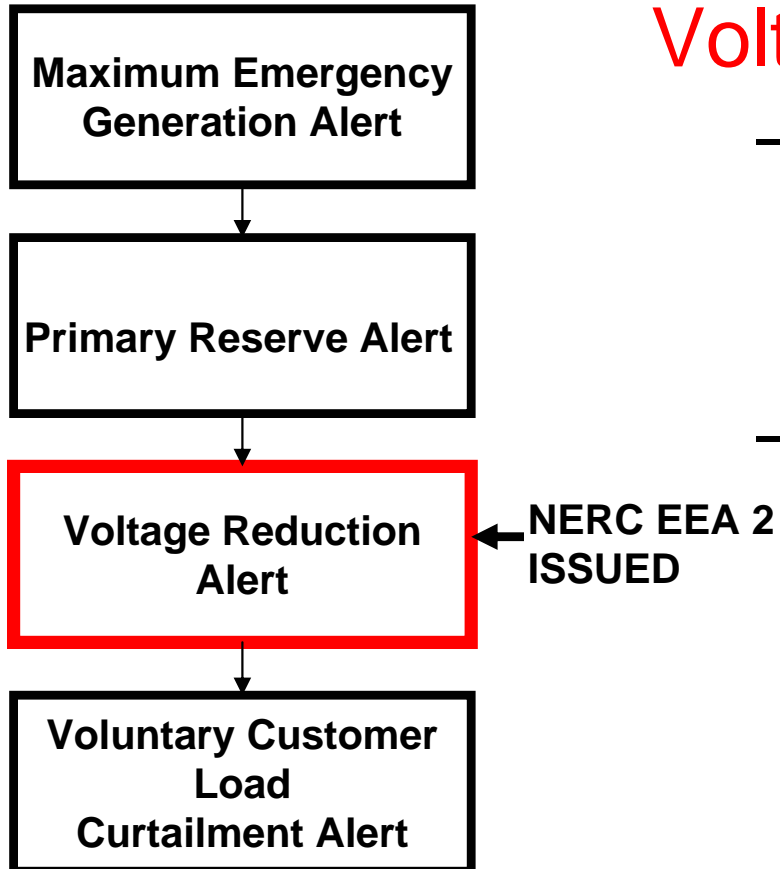 Maximum Emergency
Generation Alert
Primary Reserve Alert
Voltage Reduction
Alert
NERC EEA 2
ISSUED
Voluntary Customer
Load
Curtailment Alert